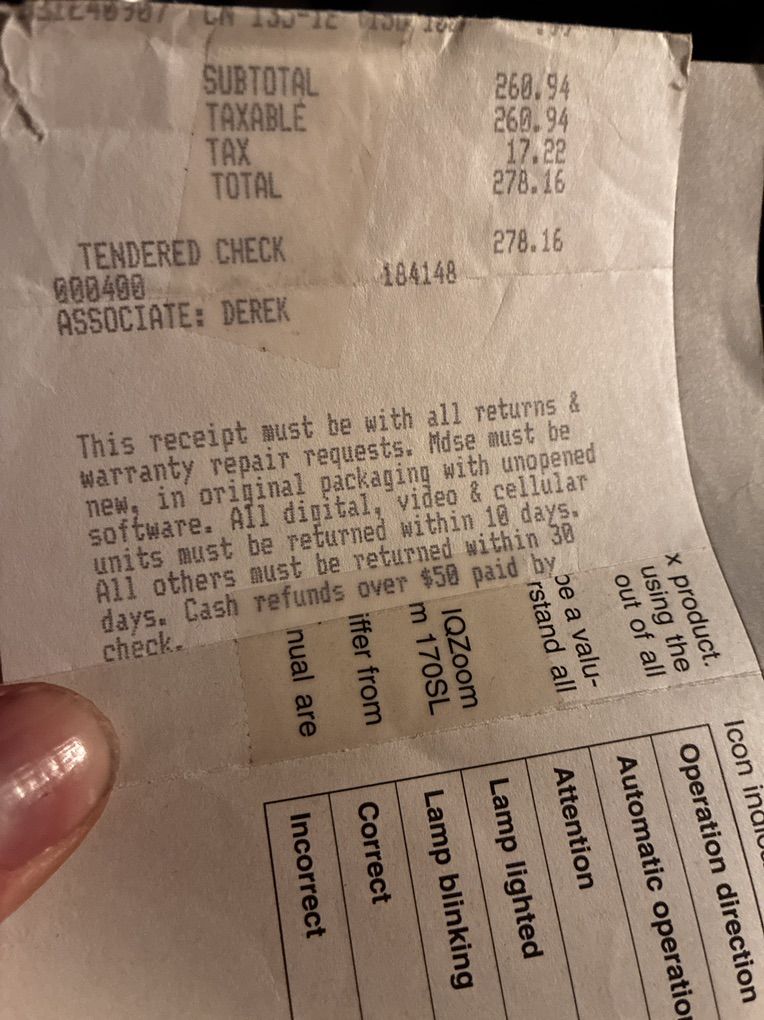 SUBTOTAL 260.94
TAXABLE 260.94
TAX 17.22
TOTAL 278.16
TENDERED CHECK 278.16
000400 184148
ASSOCIATE: DEREK
This receipt must be with all returns &
warranty repair requests. Mdse must be
new, in original packaging with unopened
software. All digital, video & cellular
units must be returned within 10 days.
All others must be returned within 30
days. Cash refunds over $50 paid by
check.
x product.
using the
out of all
be a valu-
rstand all
IQZoom
m 170SL
iffer from
nual are
Icon
Operation direction
Automatic operation
Attention
Lamp lighted
Lamp blinking
Correct
Incorrect